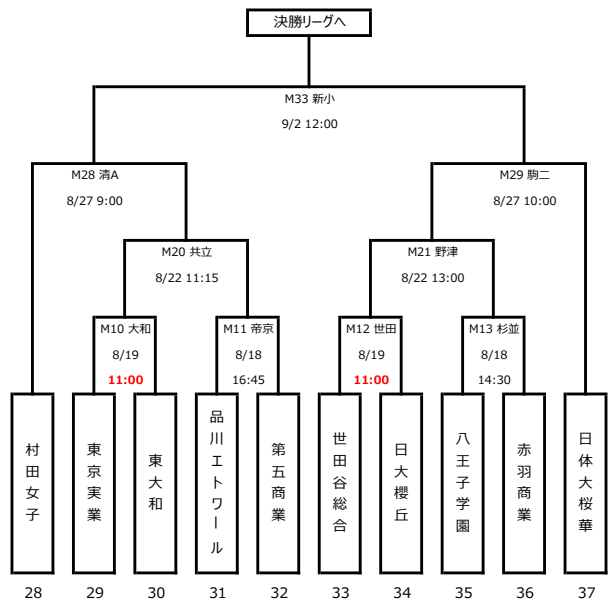 決勝リーグへ
M33 新小
9/2 12:00
M28 清A
8/27 9:00
M29 駒二
8/27 10:00
M20 共立
8/22 11:15
M21 野津
8/22 13:00
M10 大和
8/19
11:00
M11 帝京
8/18
16:45
M12 世田
8/19
11:00
M13 杉並
8/18
14:30
村田女子
東京実業
東大和
品川エトワール
第五商業
世田谷総合
日大櫻丘
八王子学園
赤羽商業
日体大桜華
28 29 30 31 32 33 34 35 36 37